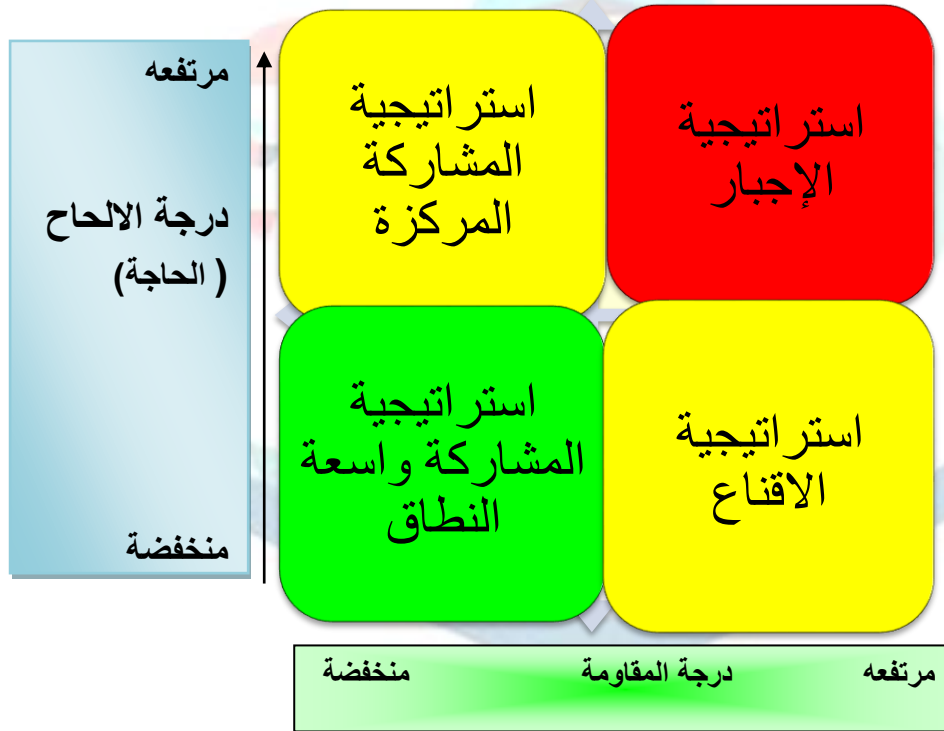 مرتفعه
درجة الالحاح
( الحاجة)
منخفضة
استراتيجية
الإجبار
استراتيجية
المشاركة
المركزة
استراتيجية
الاقناع
استراتيجية
المشاركة واسعة
النطاق
مرتفعه درجة المقاومة منخفضة